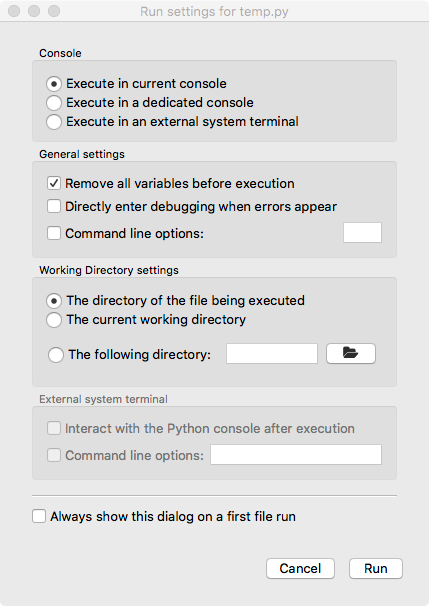 Run settings for temp.py
Console
Execute in current console
Execute in a dedicated console
Execute in an external system terminal
General settings
Remove all variables before execution
Directly enter debugging when errors appear
Command line options:
Working Directory settings
The directory of the file being executed
The current working directory
The following directory:
External system terminal
Interact with the Python console after execution
Command line options:
Always show this dialog on a first file run
Cancel Run